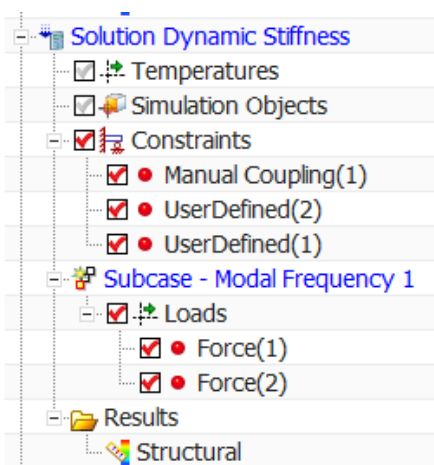 Solution Dynamic Stiffness
Temperatures
Simulation Objects
Constraints
Manual Coupling(1)
UserDefined(2)
UserDefined(1)
Subcase - Modal Frequency 1
Loads
Force(1)
Force(2)
Results
Structural